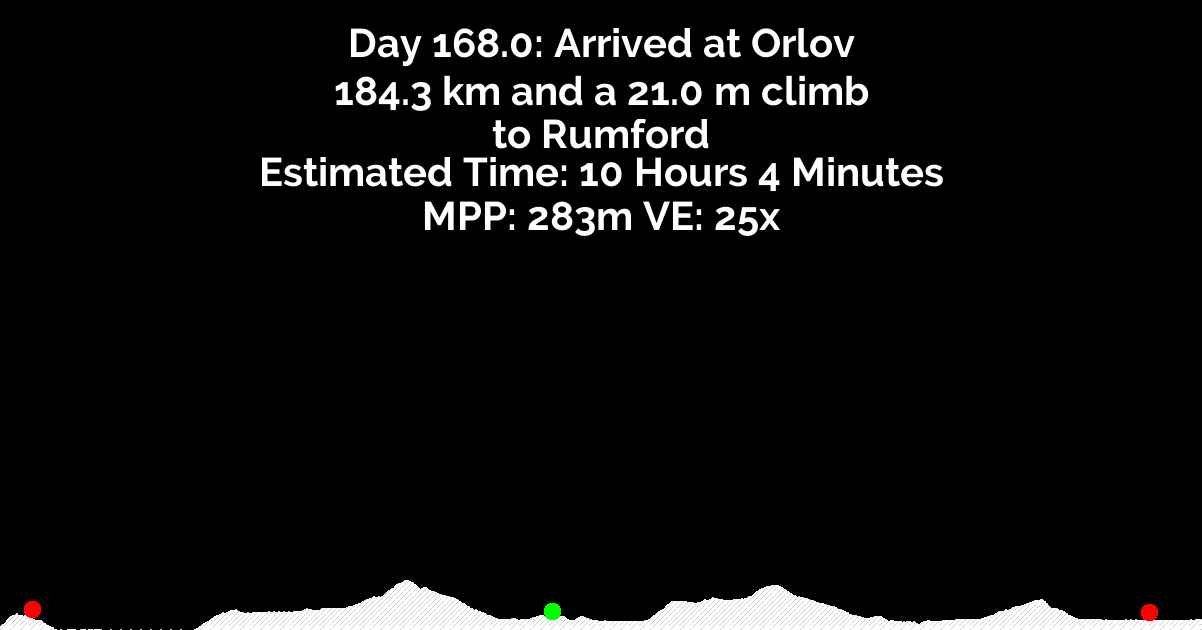 Day 168.0: Arrived at Orlov
184.3 km and a 21.0 m climb
to Rumford
Estimated Time: 10 Hours 4 Minutes
MPP: 283m VE: 25x